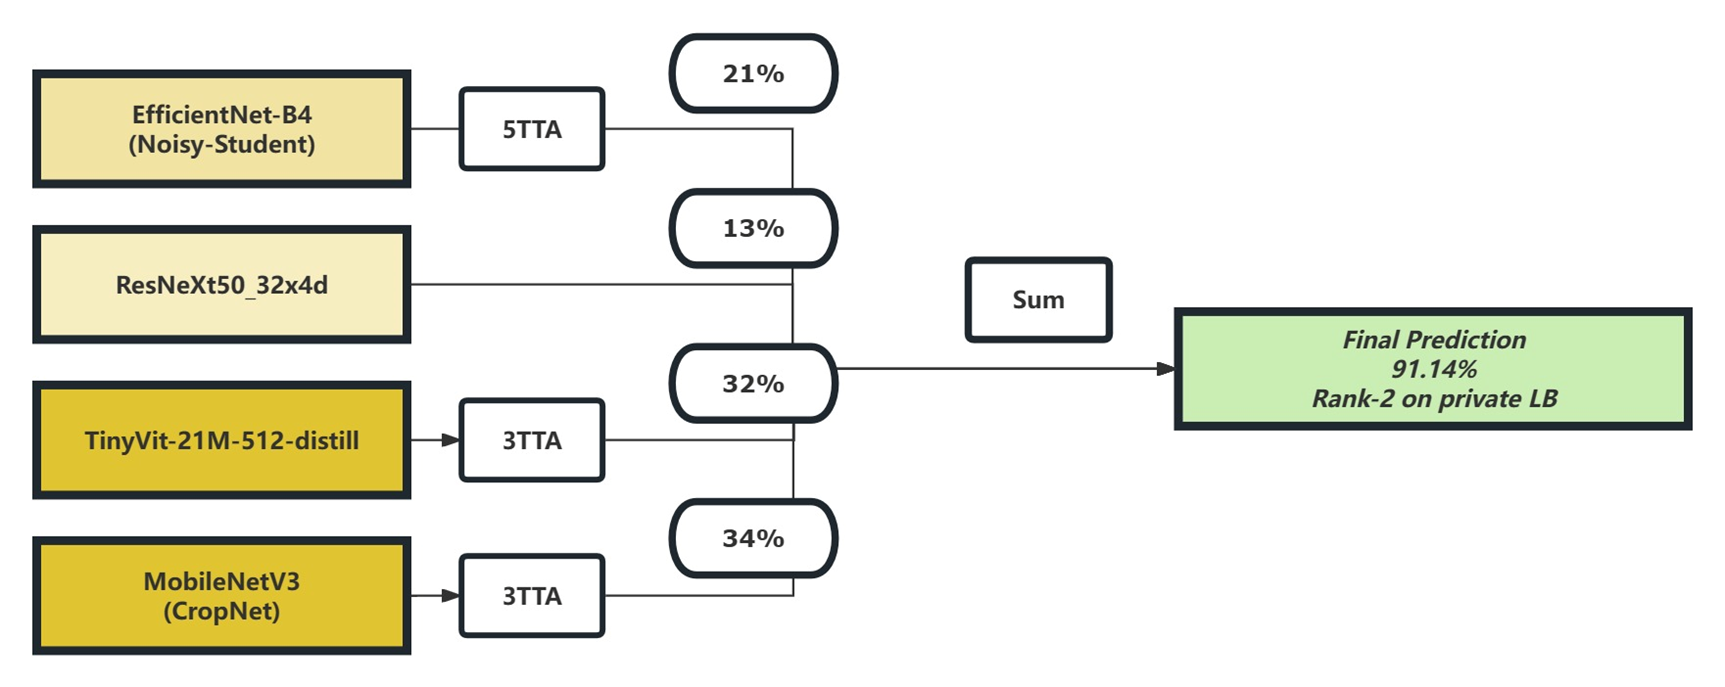 21%
EfficientNet-B4
(Noisy-Student)
5TTA
13%
ResNeXt50_32x4d
Sum
32%
TinyVit-21M-512-distill
3TTA
34%
MobileNetV3
(CropNet)
3TTA
Final Prediction
91.14%
Rank-2 on private LB